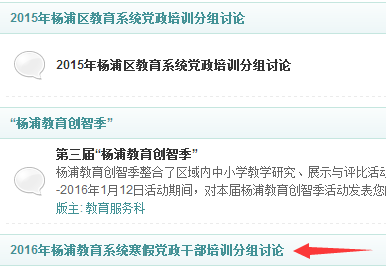 2015年杨浦区教育系统党政培训分组讨论
2015年杨浦区教育系统党政培训分组讨论
“杨浦教育创智季”
第三届“杨浦教育创智季”
杨浦教育创智季整合了区域内中小学教学研究、展示与评比活动
-2016年1月12日活动期间，对本届杨浦教育创智季活动发表您
版主: 教育服务科
2016年杨浦教育系统寒假党政干部培训分组讨论